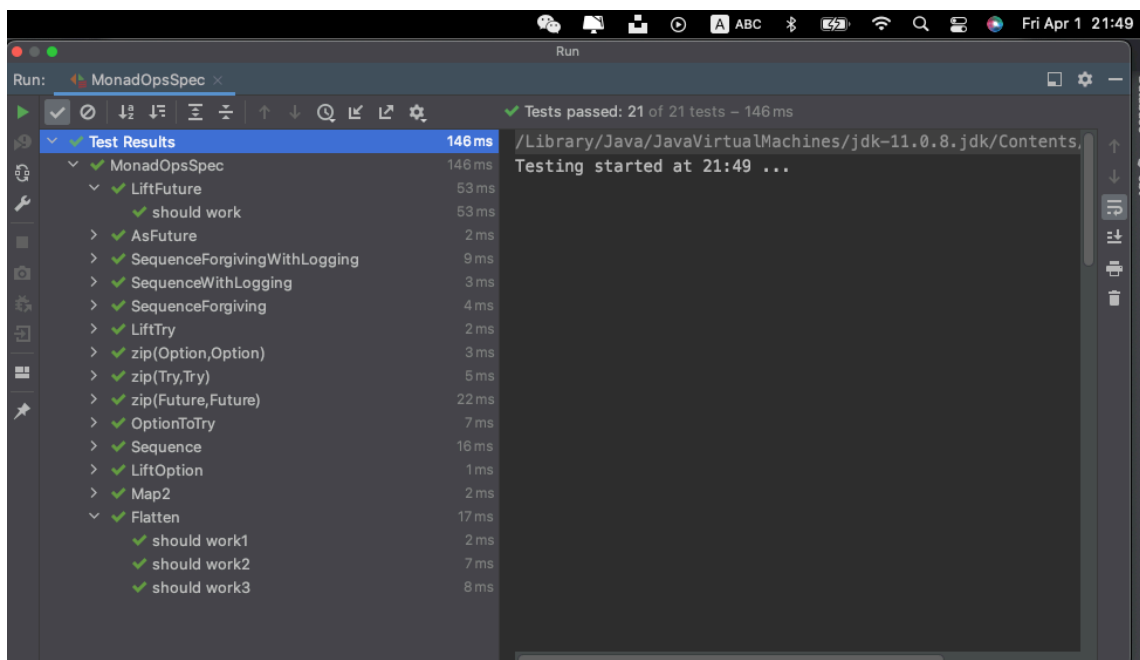 A ABC Fri Apr 1 21:49
Run
Run: MonadOpsSpec
Tests passed: 21 of 21 tests – 146 ms
Test Results 146 ms
MonadOpsSpec 146 ms
LiftFuture 53 ms
should work 53 ms
AsFuture 2 ms
SequenceForgivingWithLogging 9 ms
SequenceWithLogging 3 ms
SequenceForgiving 4 ms
LiftTry 2 ms
zip(Option,Option) 3 ms
zip(Try,Try) 5 ms
zip(Future,Future) 22 ms
OptionToTry 7 ms
Sequence 16 ms
LiftOption 1 ms
Map2 2 ms
Flatten 17 ms
should work1 2 ms
should work2 7 ms
should work3 8 ms
/Library/Java/JavaVirtualMachines/jdk-11.0.8.jdk/Contents/
Testing started at 21:49 ...